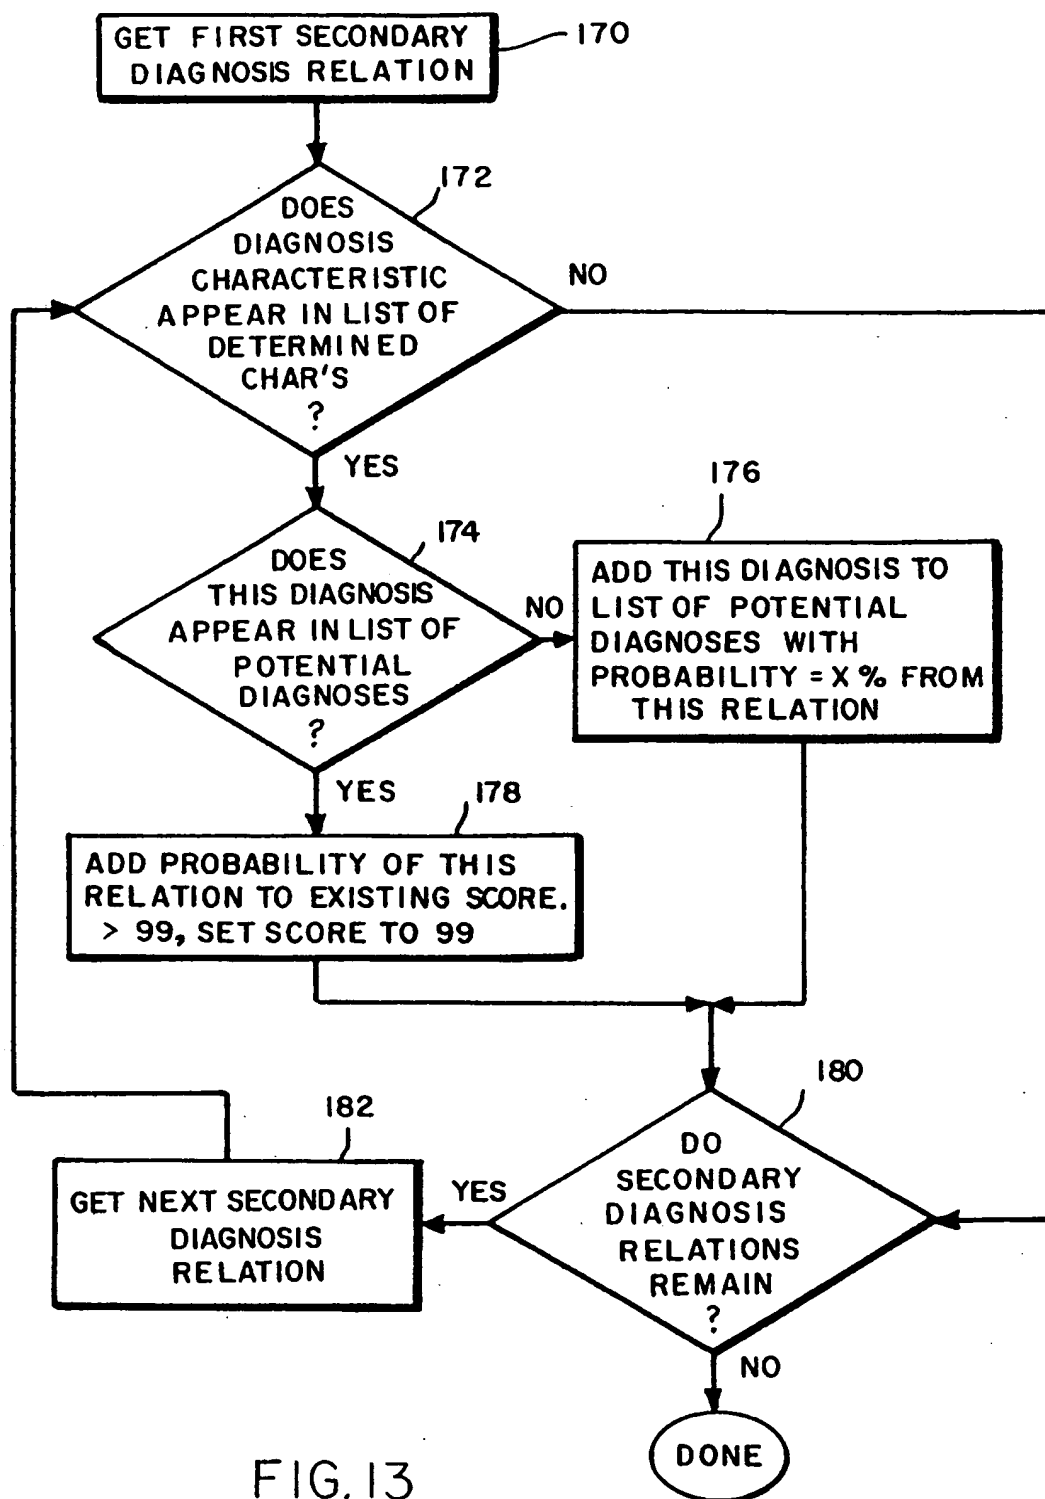 GET FIRST SECONDARY
DIAGNOSIS RELATION
170
172
DOES
DIAGNOSIS
CHARACTERISTIC
APPEAR IN LIST OF
DETERMINED
CHAR'S
?
NO
YES
174
DOES
THIS DIAGNOSIS
APPEAR IN LIST OF
POTENTIAL
DIAGNOSES
?
NO
176
ADD THIS DIAGNOSIS TO
LIST OF POTENTIAL
DIAGNOSES WITH
PROBABILITY = X % FROM
THIS RELATION
YES
178
ADD PROBABILITY OF THIS
RELATION TO EXISTING SCORE.
> 99, SET SCORE TO 99
180
DO
SECONDARY
DIAGNOSIS
RELATIONS
REMAIN
?
YES
182
GET NEXT SECONDARY
DIAGNOSIS
RELATION
NO
DONE
FIG. 13